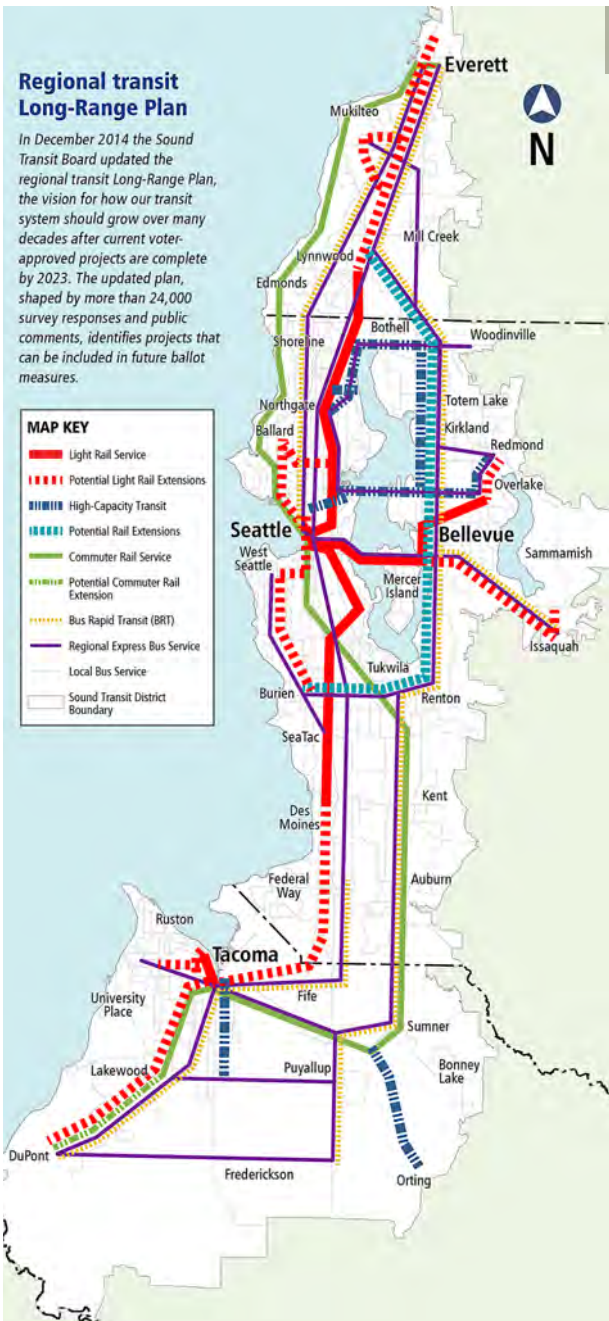 Regional transit
Long-Range Plan
In December 2014 the Sound
Transit Board updated the
regional transit Long-Range Plan,
the vision for how our transit
system should grow over many
decades after current voter-
approved projects are complete
by 2023. The updated plan,
shaped by more than 24,000
survey responses and public
comments, identifies projects that
can be included in future ballot
measures.
MAP KEY
Light Rail Service
Potential Light Rail Extensions
High-Capacity Transit
Potential Rail Extensions
Commuter Rail Service
Potential Commuter Rail
Extension
Bus Rapid Transit (BRT)
Regional Express Bus Service
Local Bus Service
Sound Transit District
Boundary
N
Everett
Mukilteo
Mill Creek
Lynnwood
Edmonds
Bothell
Shoreline
Woodinville
Northgate
Totem Lake
Kirkland
Ballard
Redmond
Overlake
Seattle
Bellevue
West
Seattle
Sammamish
Mercer
Island
Issaquah
Tukwila
Burien
Renton
SeaTac
Kent
Des
Moines
Federal
Way
Auburn
Ruston
Tacoma
University
Place
Fife
Sumner
Lakewood
Puyallup
Bonney
Lake
DuPont
Frederickson
Orting